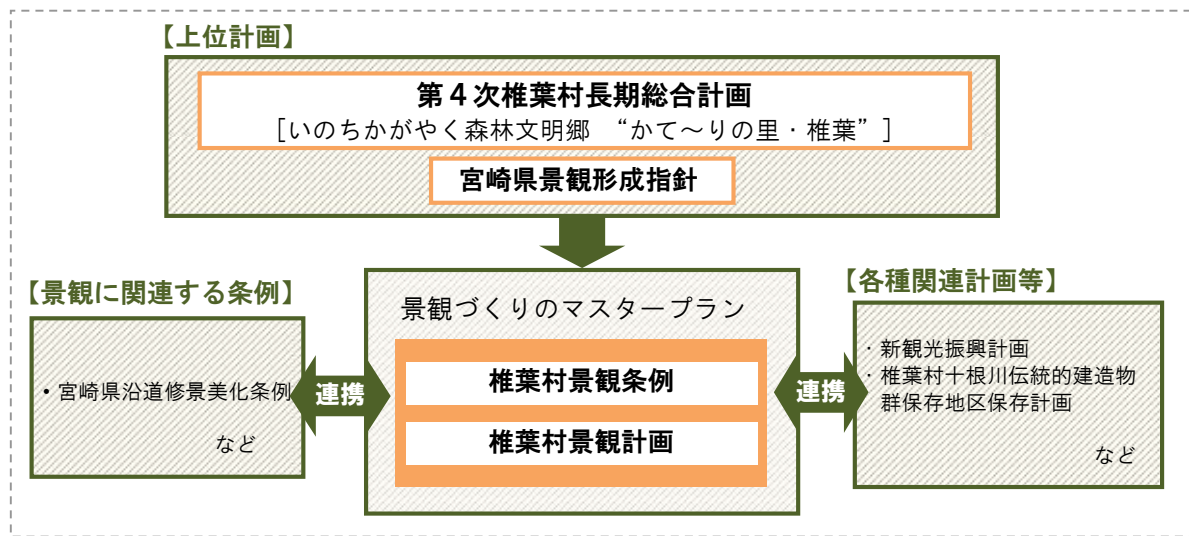 【上位計画】
第４次椎葉村長期総合計画
［いのちかがやく森林文明郷 “かて～りの里・椎葉”］
宮崎県景観形成指針
【景観に関連する条例】
・宮崎県沿道修景美化条例
など
連携
景観づくりのマスタープラン
椎葉村景観条例
椎葉村景観計画
連携
【各種関連計画等】
・新観光振興計画
・椎葉村十根川伝統的建造物
群保存地区保存計画
など